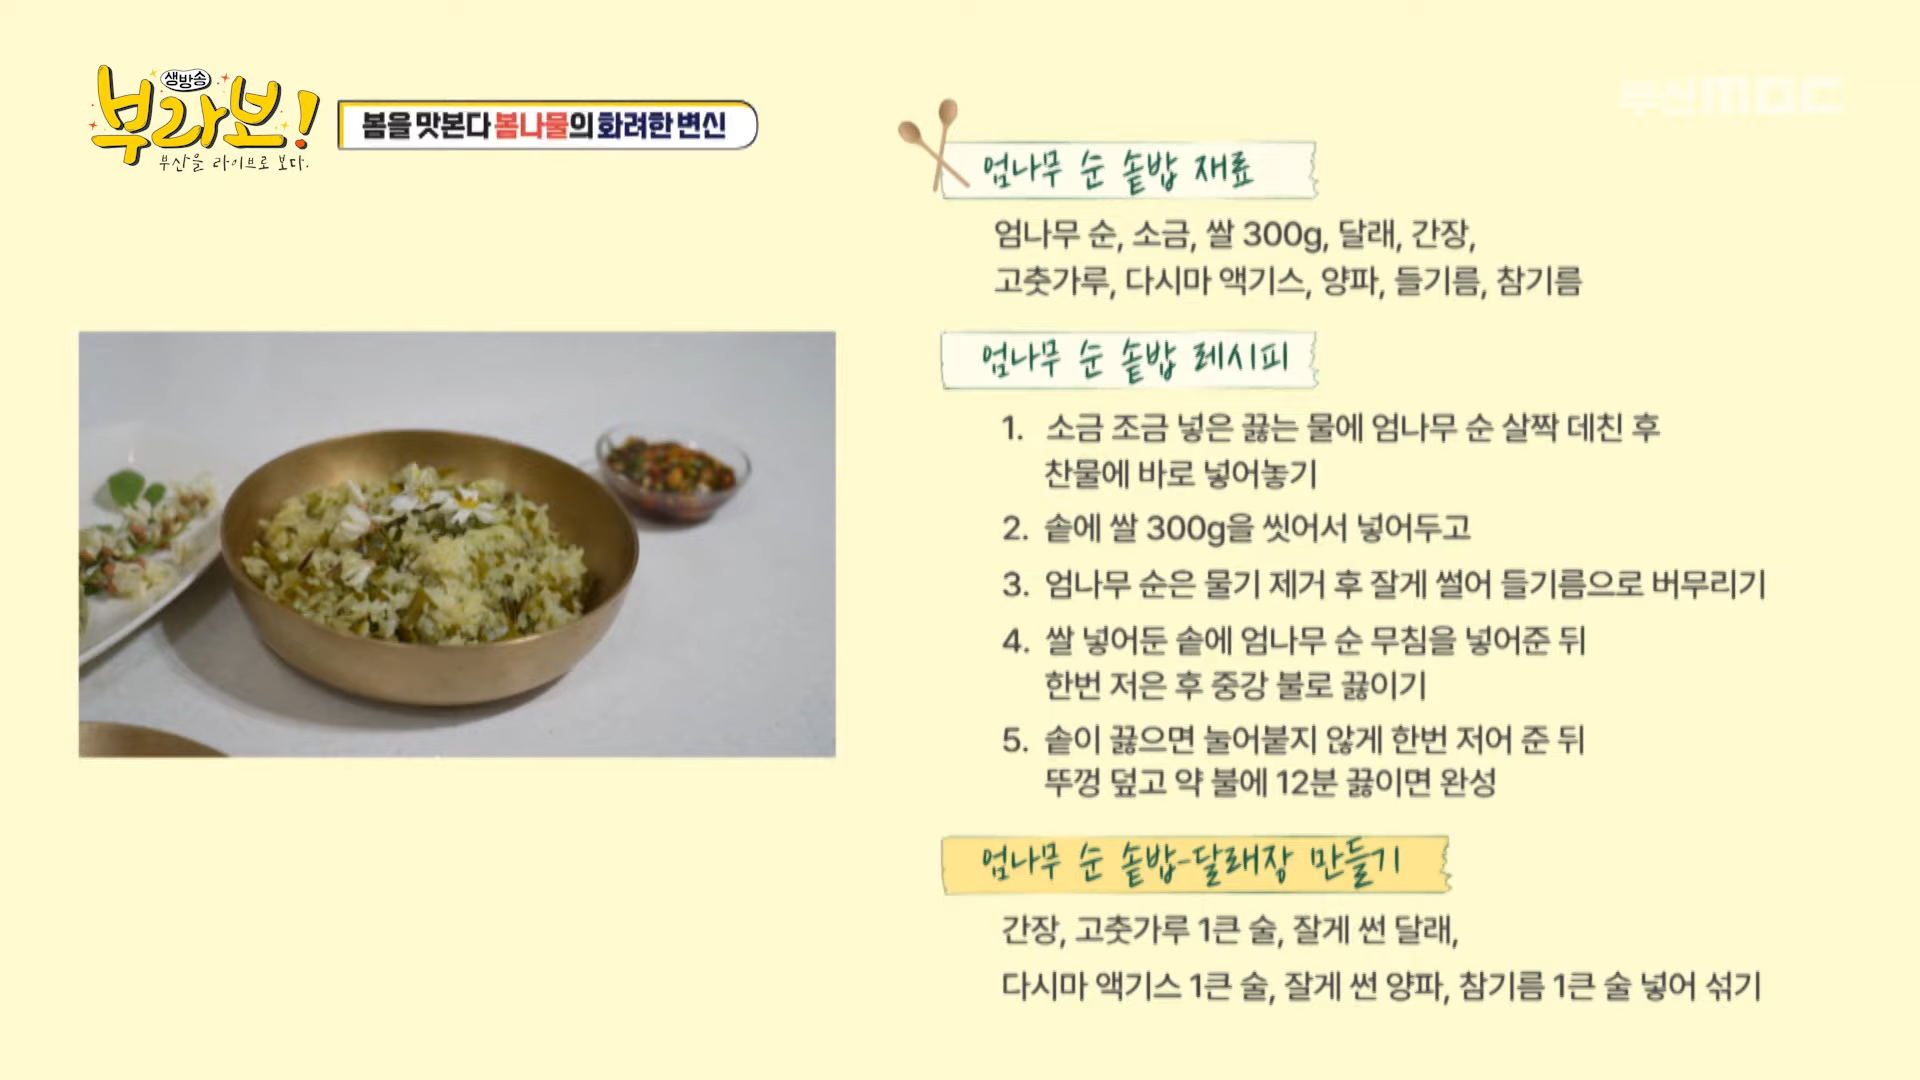 생방송
부라보!
부산을 라이브로 보다.
봄을 맛본다 봄나물의 화려한 변신
부산MBC
엄나무 순 솥밥 재료
엄나무 순, 소금, 쌀 300g, 달래, 간장,
고춧가루, 다시마 액기스, 양파, 들기름, 참기름
엄나무 순 솥밥 레시피
1. 소금 조금 넣은 끓는 물에 엄나무 순 살짝 데친 후
찬물에 바로 넣어놓기
2. 솥에 쌀 300g을 씻어서 넣어두고
3. 엄나무 순은 물기 제거 후 잘게 썰어 들기름으로 버무리기
4. 쌀 넣어둔 솥에 엄나무 순 무침을 넣어준 뒤
한번 저은 후 중강 불로 끓이기
5. 솥이 끓으면 눌어붙지 않게 한번 저어 준 뒤
뚜껑 덮고 약 불에 12분 끓이면 완성
엄나무 순 솥밥-달래장 만들기
간장, 고춧가루 1큰 술, 잘게 썬 달래,
다시마 액기스 1큰 술, 잘게 썬 양파, 참기름 1큰 술 넣어 섞기